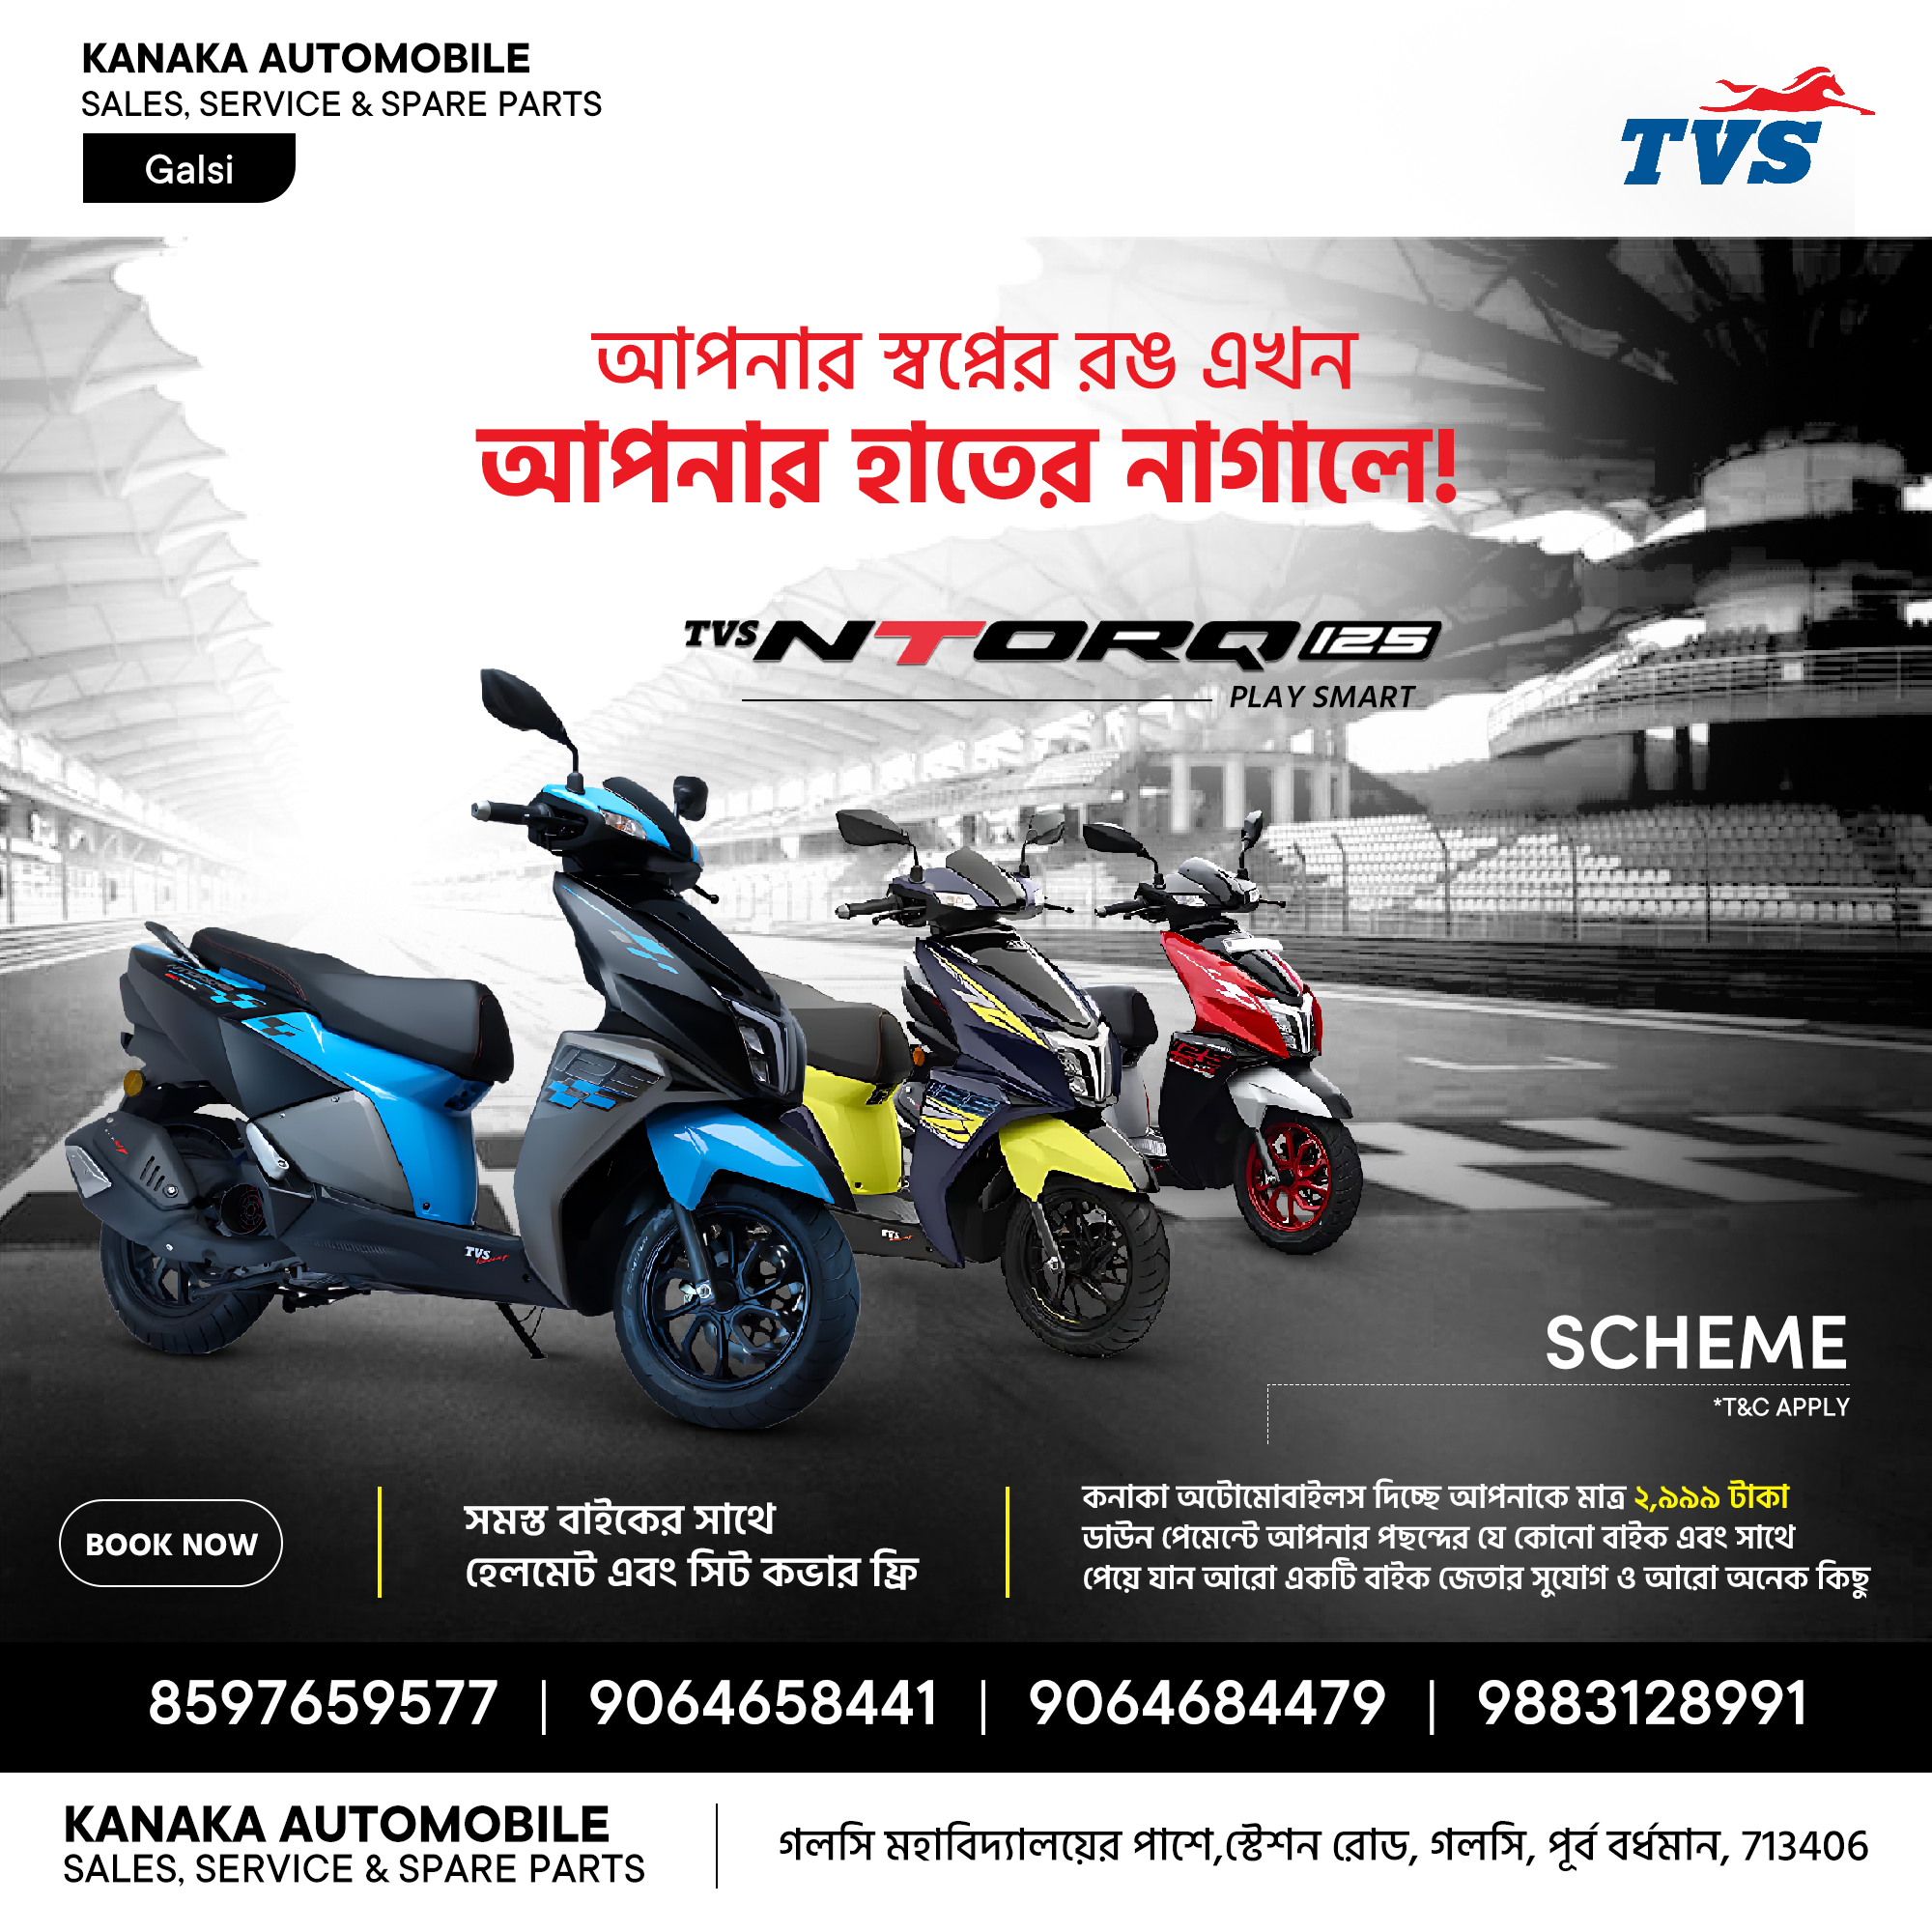 KANAKA AUTOMOBILE
SALES, SERVICE & SPARE PARTS
Galsi
TVS
আপনার স্বপ্নের রঙ এখন
আপনার হাতের নাগালে!
TVS NTORQ 125
PLAY SMART
TVS
SCHEME
*T&C APPLY
BOOK NOW
সমস্ত বাইকের সাথে
হেলমেট এবং সিট কভার ফ্রি
কনাকা অটোমোবাইলস দিচ্ছে আপনাকে মাত্র ২,৯৯৯ টাকা
ডাউন পেমেন্টে আপনার পছন্দের যে কোনো বাইক এবং সাথে
পেয়ে যান আরো একটি বাইক জেতার সুযোগ ও আরো অনেক কিছু
8597659577 | 9064658441 | 9064684479 | 9883128991
KANAKA AUTOMOBILE
SALES, SERVICE & SPARE PARTS
গলসি মহাবিদ্যালয়ের পাশে,স্টেশন রোড, গলসি, পূর্ব বর্ধমান, 713406